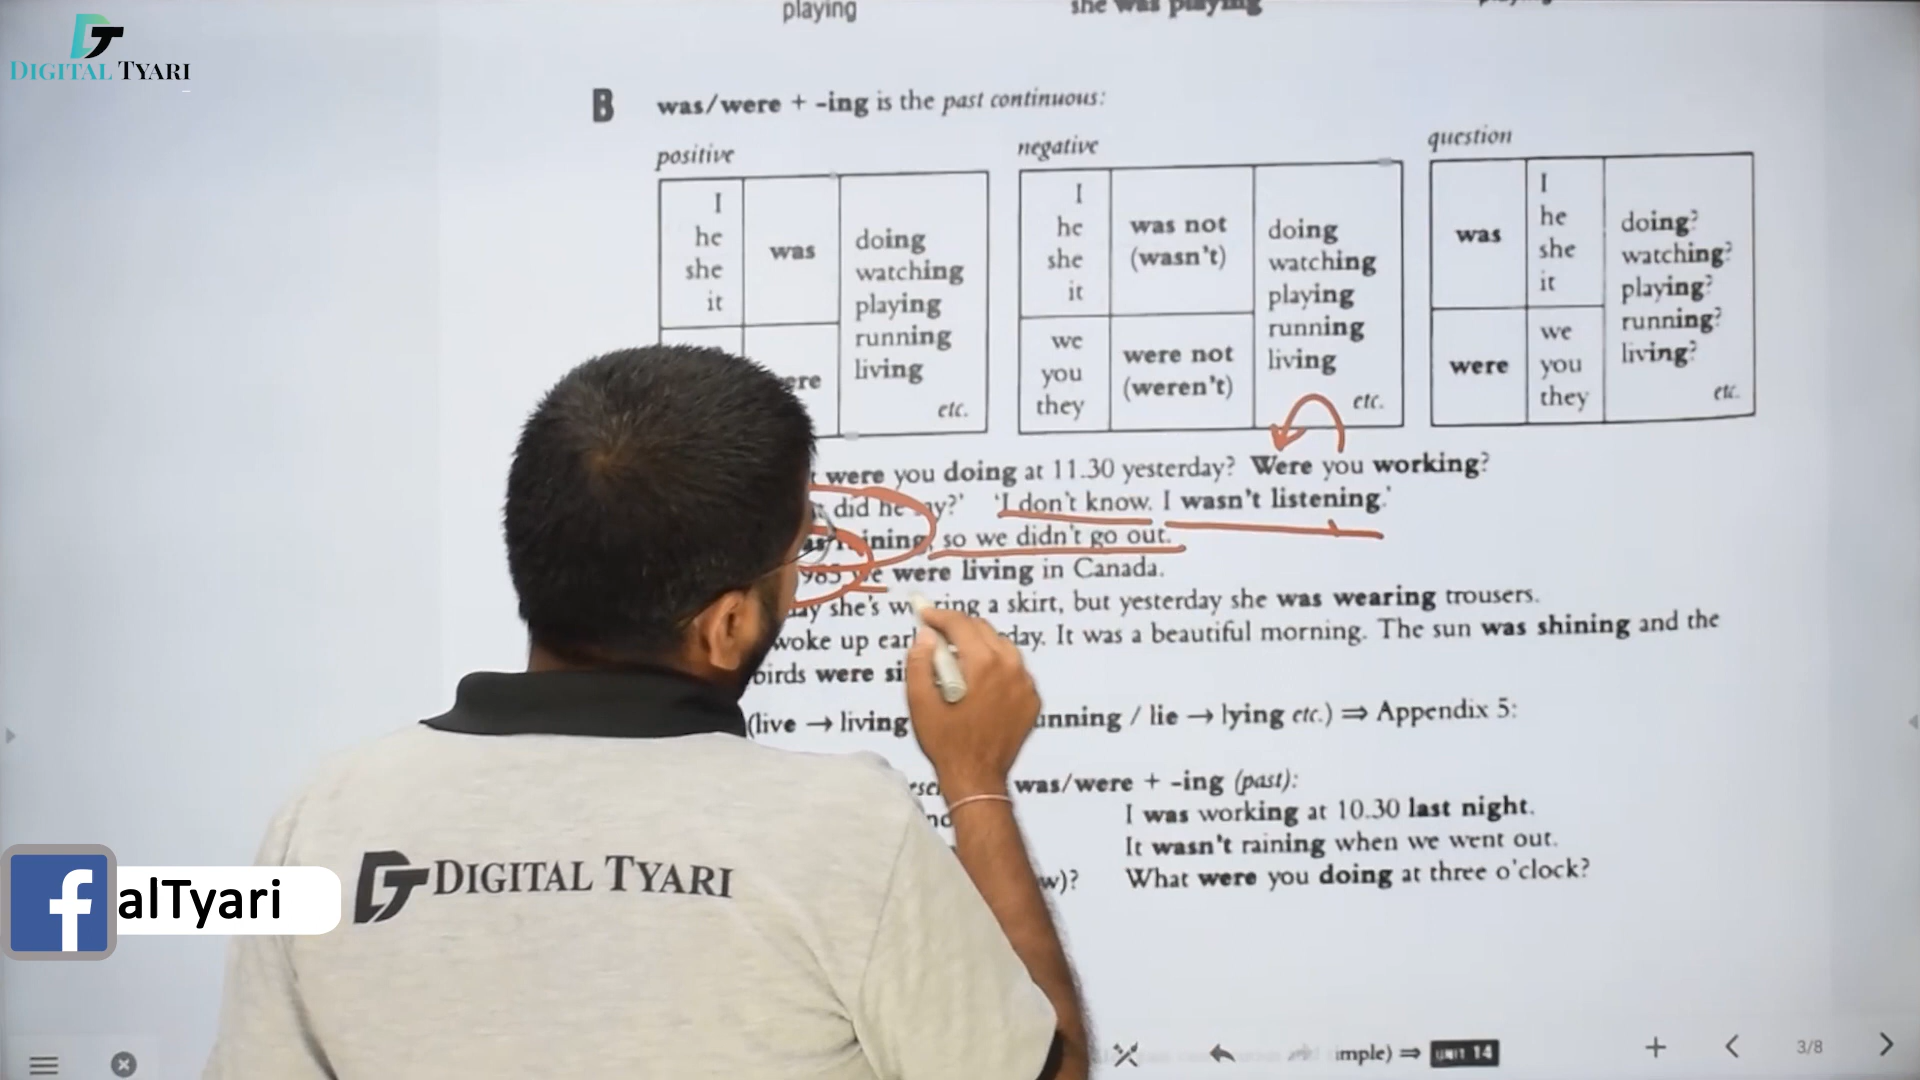 playing she was playing
DIGITAL TYARI
B was/were + -ing is the past continuous:
positive negative question
I
he
she
it
was
doing
watching
playing
running
living
etc.
I
he
she
it
was not
(wasn't)
we
you
they
were not
(weren't)
doing
watching
playing
running
living
etc.
was
I
he
she
it
were
we
you
they
doing?
watching?
playing?
running?
living?
etc.
were you doing at 11.30 yesterday? Were you working?
did he 'I don't know. I wasn't listening.'
so we didn't go out.
we were living in Canada.
she's a skirt, but yesterday she was wearing trousers.
woke up It was a beautiful morning. The sun was shining and the
birds were
(live → living / lie → lying etc.) ⇒ Appendix 5:
was/were + -ing (past):
I was working at 10.30 last night.
It wasn't raining when we went out.
What were you doing at three o'clock?
DIGITAL TYARI
f alTyari
⇒ UNIT 14
3/8